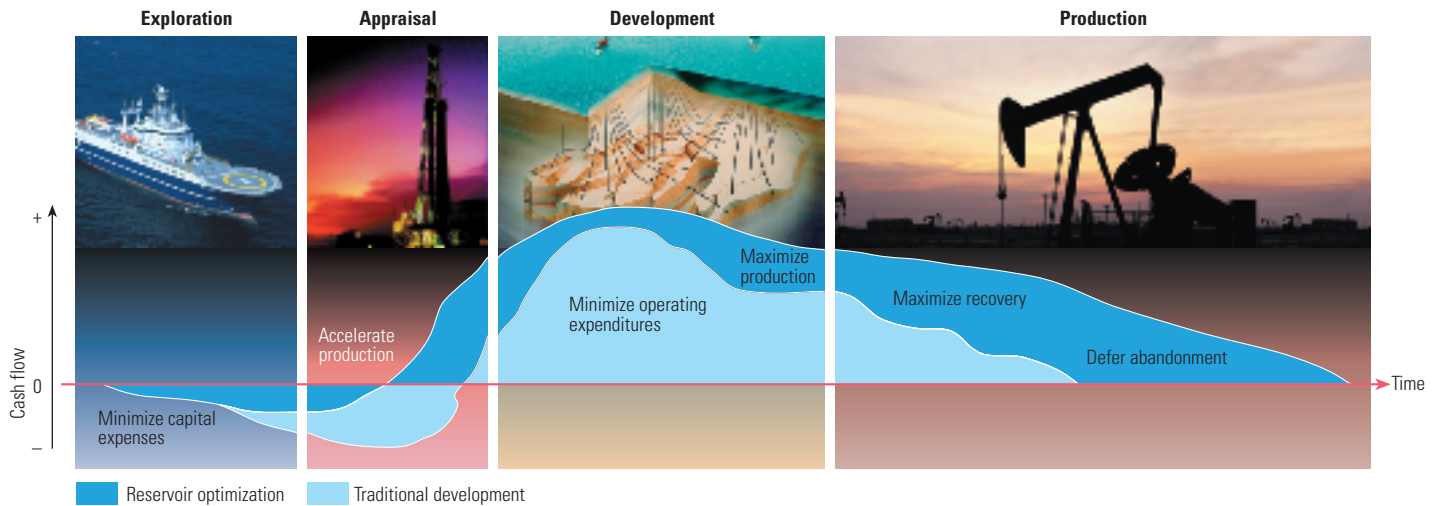 Exploration
Appraisal
Development
Production
+
Cash flow
0
–
Accelerate
production
Minimize capital
expenses
Minimize operating
expenditures
Maximize
production
Maximize recovery
Defer abandonment
Time
Reservoir optimization
Traditional development